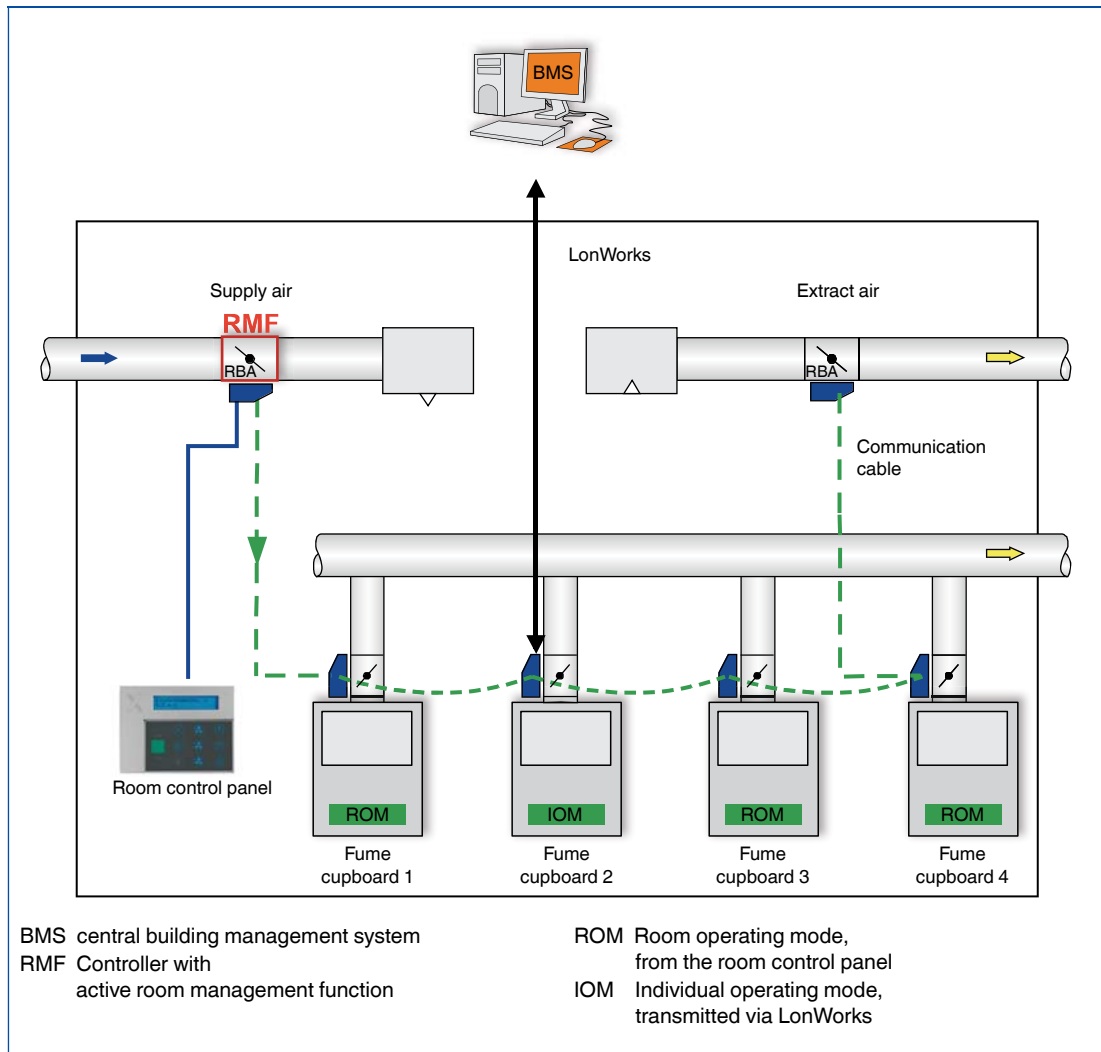 BMS
LonWorks
Supply air
Extract air
RMF
RBA
RBA
Communication
cable
Room control panel
ROM
IOM
ROM
ROM
Fume
cupboard 1
Fume
cupboard 2
Fume
cupboard 3
Fume
cupboard 4
BMS central building management system
RMF Controller with
active room management function
ROM Room operating mode,
from the room control panel
IOM Individual operating mode,
transmitted via LonWorks